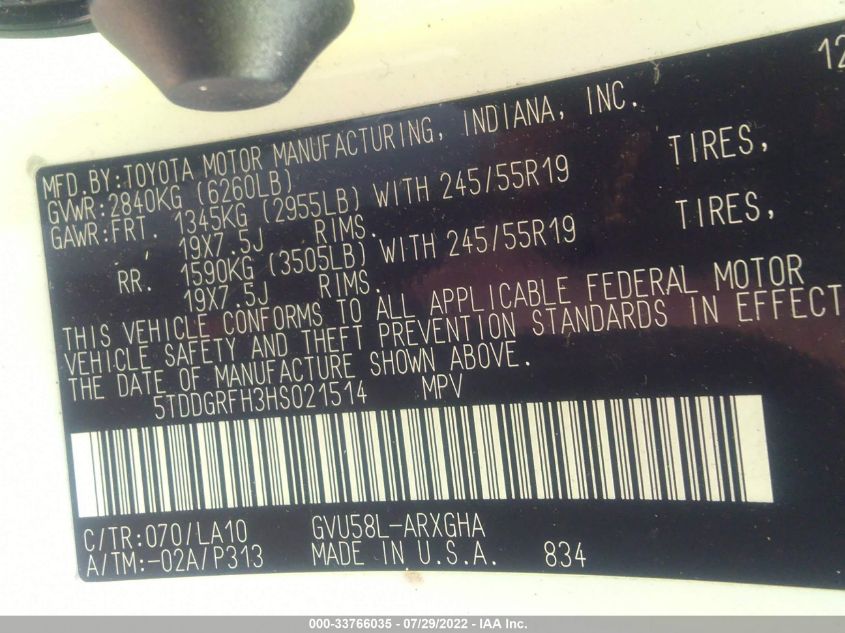 12
MFD.BY:TOYOTA MOTOR MANUFACTURING, INDIANA, INC.
GVWR:2840KG (6260LB)
GAWR:FRT. 1345KG (2955LB) WITH 245/55R19 TIRES,
19X7.5J RIMS.
RR. 1590KG (3505LB) WITH 245/55R19 TIRES,
19X7.5J RIMS.
THIS VEHICLE CONFORMS TO ALL APPLICABLE FEDERAL MOTOR
VEHICLE SAFETY AND THEFT PREVENTION STANDARDS IN EFFECT
THE DATE OF MANUFACTURE SHOWN ABOVE.
5TDDGRFH3HS021514 MPV
C/TR:070/LA10 GVU58L-ARXGHA
A/TM:-02A/P313 MADE IN U.S.A. 834
000-33766035 - 07/29/2022 - IAA Inc.